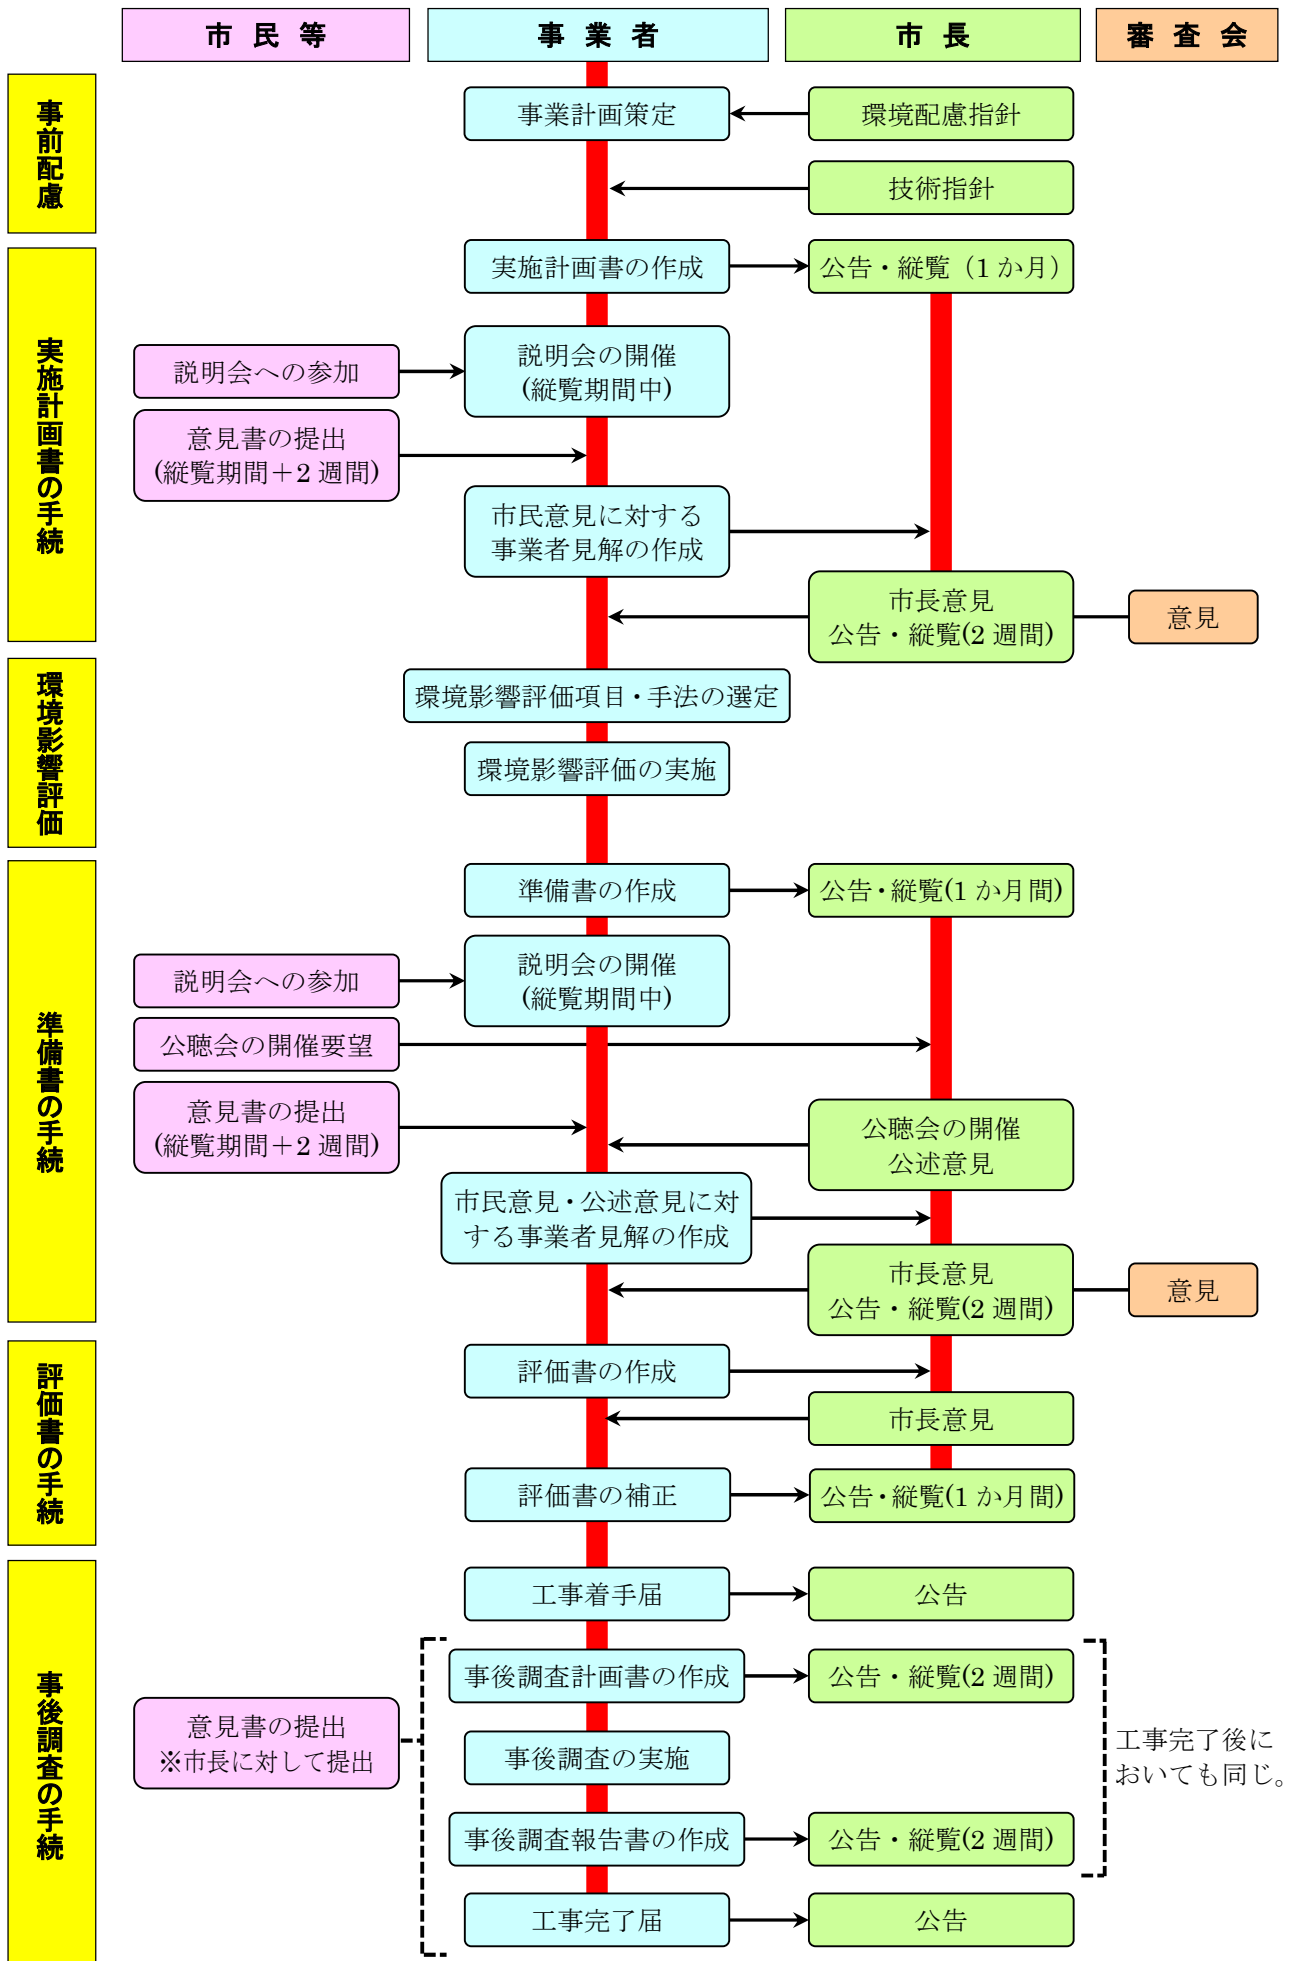 市 民 等
事 業 者
市 長
審 査 会
事前配慮
事業計画策定
環境配慮指針
技術指針
実施計画書の手続
実施計画書の作成
公告・縦覧（1か月）
説明会への参加
説明会の開催
(縦覧期間中)
意見書の提出
(縦覧期間＋2週間)
市民意見に対する
事業者見解の作成
市長意見
公告・縦覧(2週間)
意見
環境影響評価
環境影響評価項目・手法の選定
環境影響評価の実施
準備書の手続
準備書の作成
公告・縦覧(1か月間)
説明会への参加
説明会の開催
(縦覧期間中)
公聴会の開催要望
意見書の提出
(縦覧期間＋2週間)
公聴会の開催
公述意見
市民意見・公述意見に対
する事業者見解の作成
市長意見
公告・縦覧(2週間)
意見
評価書の手続
評価書の作成
市長意見
評価書の補正
公告・縦覧(1か月間)
事後調査の手続
工事着手届
公告
事後調査計画書の作成
公告・縦覧(2週間)
意見書の提出
※市長に対して提出
事後調査の実施
工事完了後に
おいても同じ。
事後調査報告書の作成
公告・縦覧(2週間)
工事完了届
公告